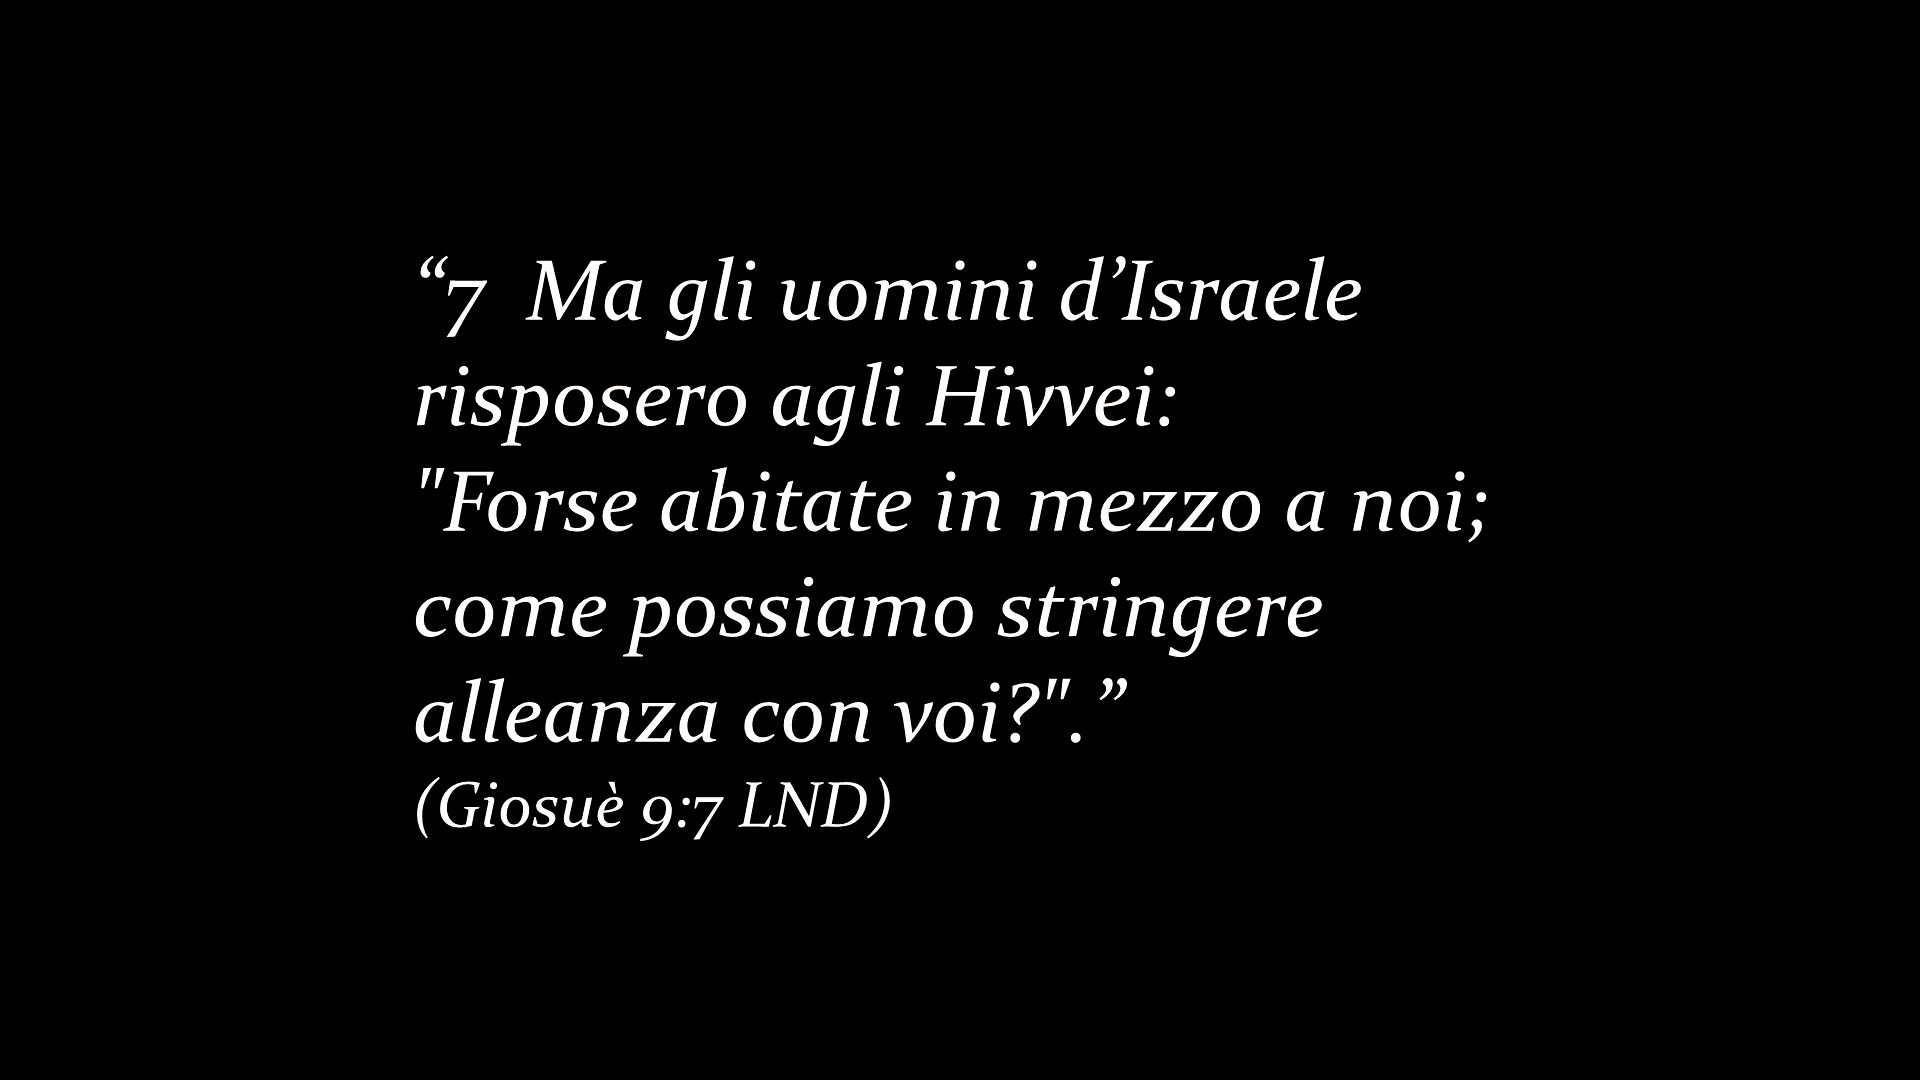 “7  Ma gli uomini d’Israele
risposero agli Hivvei:
"Forse abitate in mezzo a noi;
come possiamo stringere
alleanza con voi?".”
(Giosuè 9:7 LND)